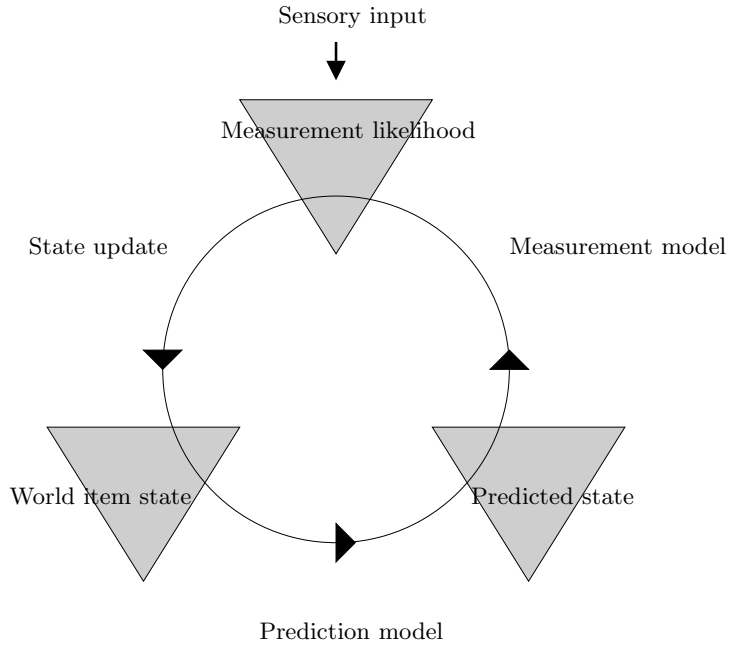 Sensory input
Measurement likelihood
State update
Measurement model
World item state
Predicted state
Prediction model